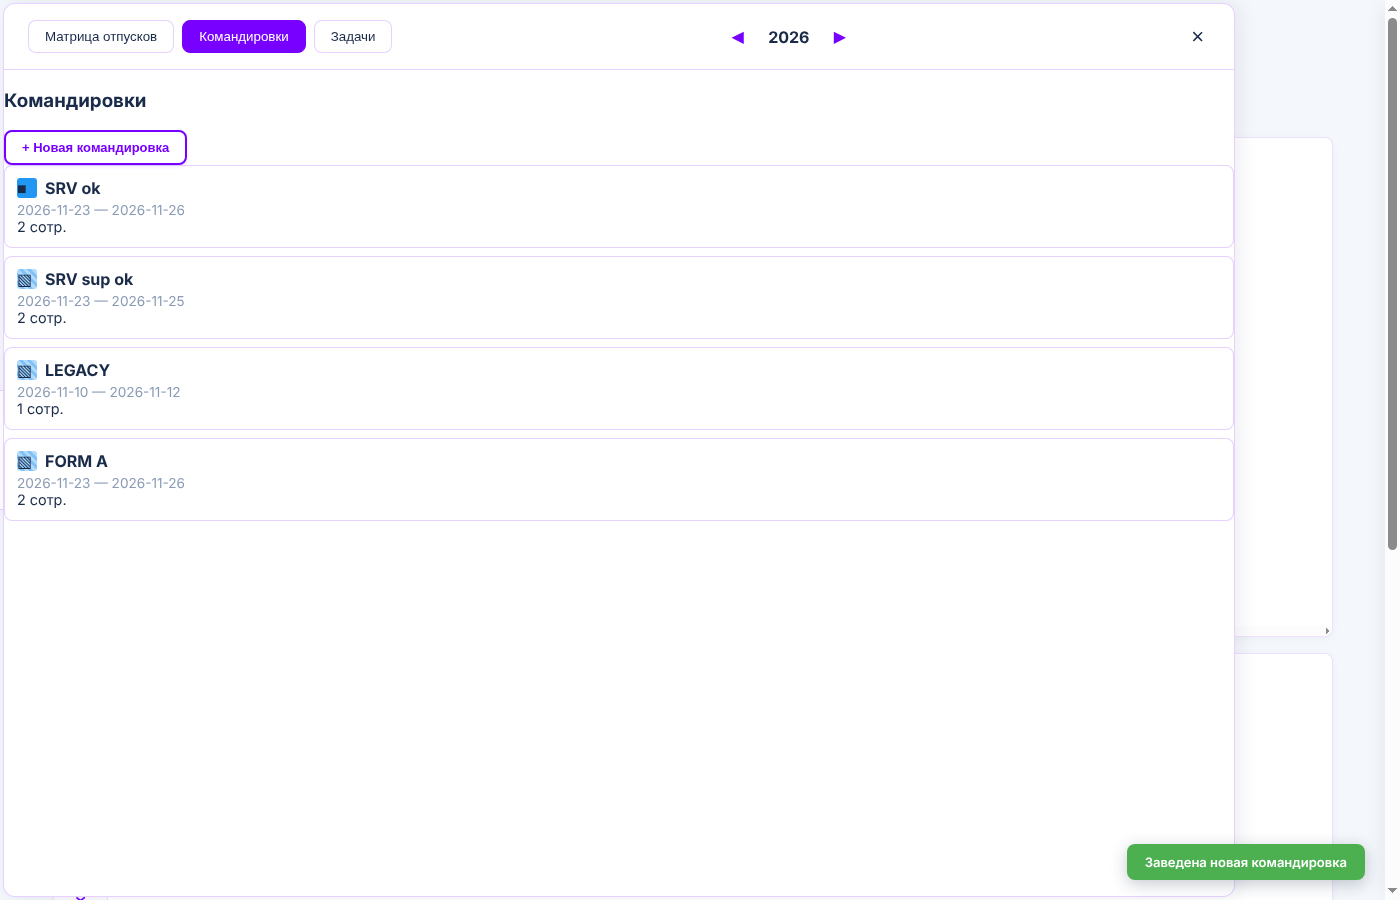 Матрица отпусков Командировки Задачи ◀ 2026 ▶ ×
Командировки
+ Новая командировка
SRV ok
2026-11-23 — 2026-11-26
2 сотр.
SRV sup ok
2026-11-23 — 2026-11-25
2 сотр.
LEGACY
2026-11-10 — 2026-11-12
1 сотр.
FORM A
2026-11-23 — 2026-11-26
2 сотр.
Заведена новая командировка